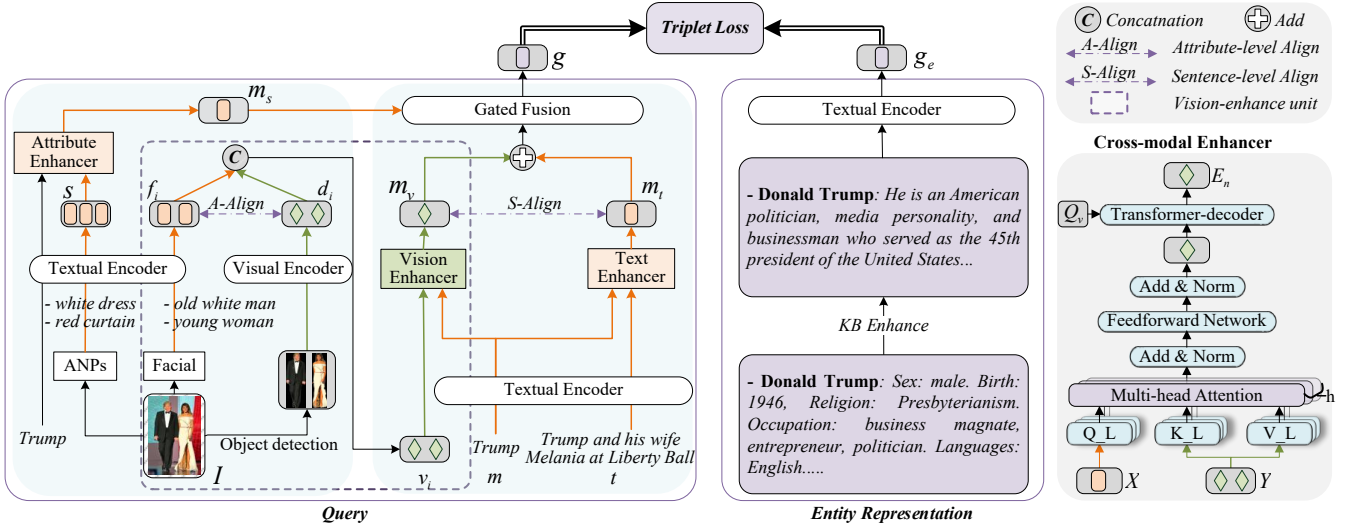 Triplet Loss
C Concatnation
Add
A-Align Attribute-level Align
S-Align Sentence-level Align
Vision-enhance unit
g
g_e
m_s
Gated Fusion
Attribute
Enhancer
C
s
f_i
A-Align
d_i
m_v
S-Align
m_t
Textual Encoder
Visual Encoder
Vision
Enhancer
Text
Enhancer
- white dress
- red curtain
- old white man
- young woman
ANPs
Facial
Textual Encoder
Trump
Object detection
I
v_i
Trump
m
Trump and his wife
Melania at Liberty Ball
t
Query
Textual Encoder
- Donald Trump: He is an American
politician, media personality, and
businessman who served as the 45th
president of the United States...
KB Enhance
- Donald Trump: Sex: male. Birth:
1946, Religion: Presbyterianism.
Occupation: business magnate,
entrepreneur, politician. Languages:
English.....
Entity Representation
Cross-modal Enhancer
E_n
Q_v
Transformer-decoder
Add & Norm
Feedforward Network
Add & Norm
Multi-head Attention
h
Q_L
K_L
V_L
X
Y